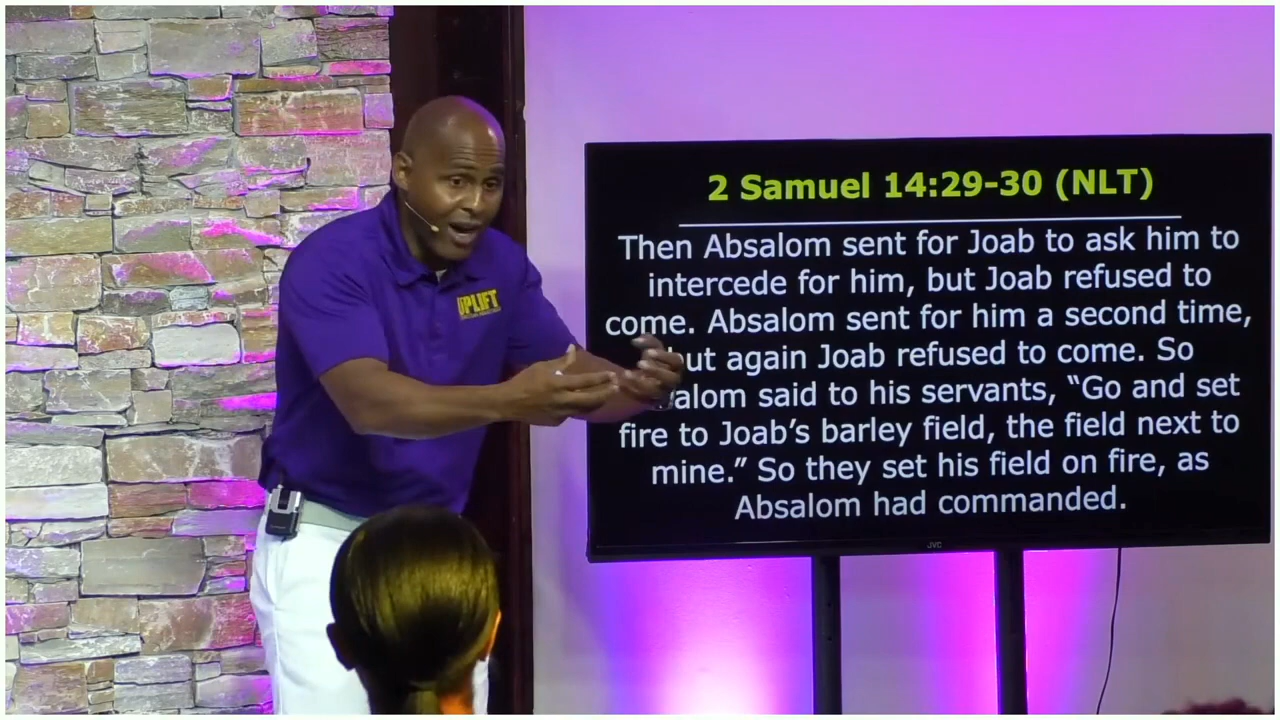 2 Samuel 14:29-30 (NLT)
Then Absalom sent for Joab to ask him to
intercede for him, but Joab refused to
come. Absalom sent for him a second time,
ut again Joab refused to come. So
alom said to his servants, “Go and set
fire to Joab’s barley field, the field next to
mine.” So they set his field on fire, as
Absalom had commanded.
UPLIFT
JVC